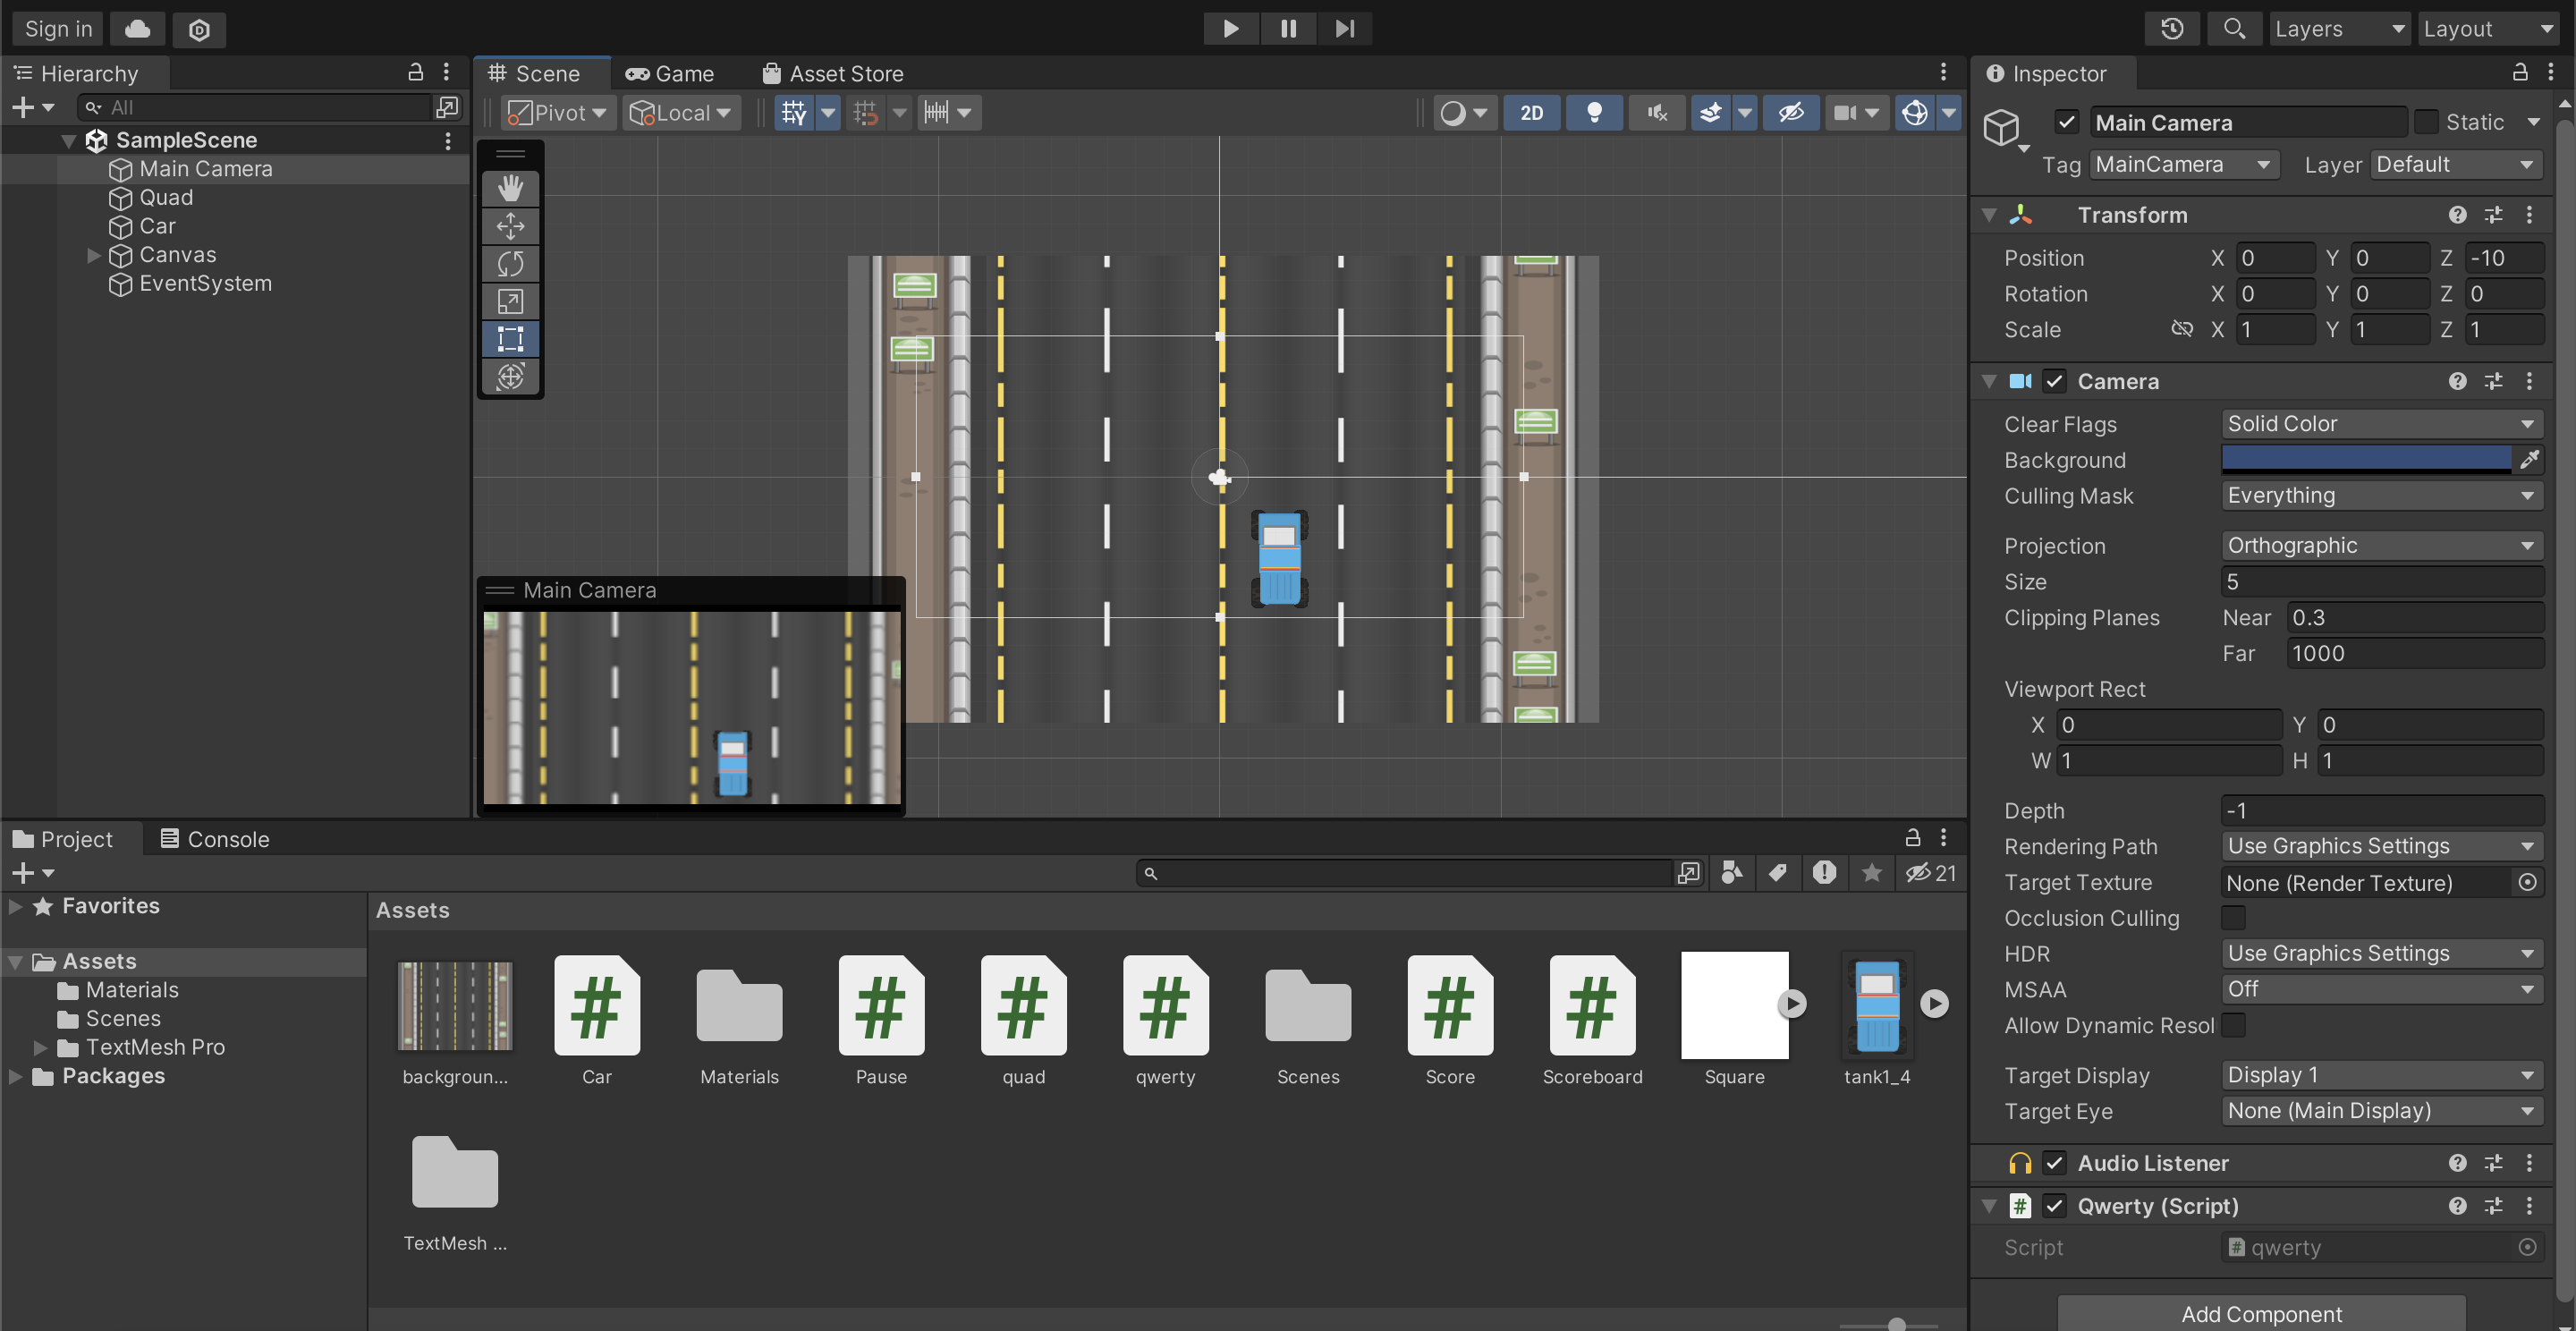 Sign in
Layers
Layout
Hierarchy
All
SampleScene
Main Camera
Quad
Car
Canvas
EventSystem
Scene
Game
Asset Store
Pivot
Local
2D
Main Camera
Inspector
Main Camera
Static
Tag
MainCamera
Layer
Default
Transform
Position X 0 Y 0 Z -10
Rotation X 0 Y 0 Z 0
Scale X 1 Y 1 Z 1
Camera
Clear Flags Solid Color
Background
Culling Mask Everything
Projection Orthographic
Size 5
Clipping Planes Near 0.3
Far 1000
Viewport Rect
X 0 Y 0
W 1 H 1
Depth -1
Rendering Path Use Graphics Settings
Target Texture None (Render Texture)
Occlusion Culling
HDR Use Graphics Settings
MSAA Off
Allow Dynamic Resol
Target Display Display 1
Target Eye None (Main Display)
Audio Listener
Qwerty (Script)
Script qwerty
Add Component
Project
Console
21
Favorites
Assets
Materials
Scenes
TextMesh Pro
Packages
Assets
backgroun...
Car
Materials
Pause
quad
qwerty
Scenes
Score
Scoreboard
Square
tank1_4
TextMesh ...